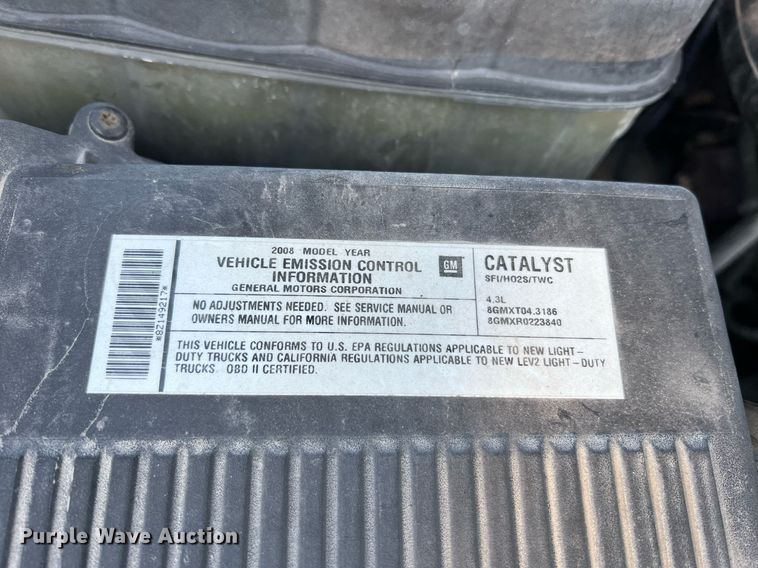 2008 MODEL YEAR
VEHICLE EMISSION CONTROL
INFORMATION
GENERAL MOTORS CORPORATION
GM
CATALYST
SFI/HO2S/TWC
NO ADJUSTMENTS NEEDED. SEE SERVICE MANUAL OR
OWNERS MANUAL FOR MORE INFORMATION.
4.3L
8GMXT04.3186
8GMXR0223840
THIS VEHICLE CONFORMS TO U.S. EPA REGULATIONS APPLICABLE TO NEW LIGHT-
DUTY TRUCKS AND CALIFORNIA REGULATIONS APPLICABLE TO NEW LEV2 LIGHT-DUTY
TRUCKS. OBD II CERTIFIED.
*82149217*
Purple Wave Auction®